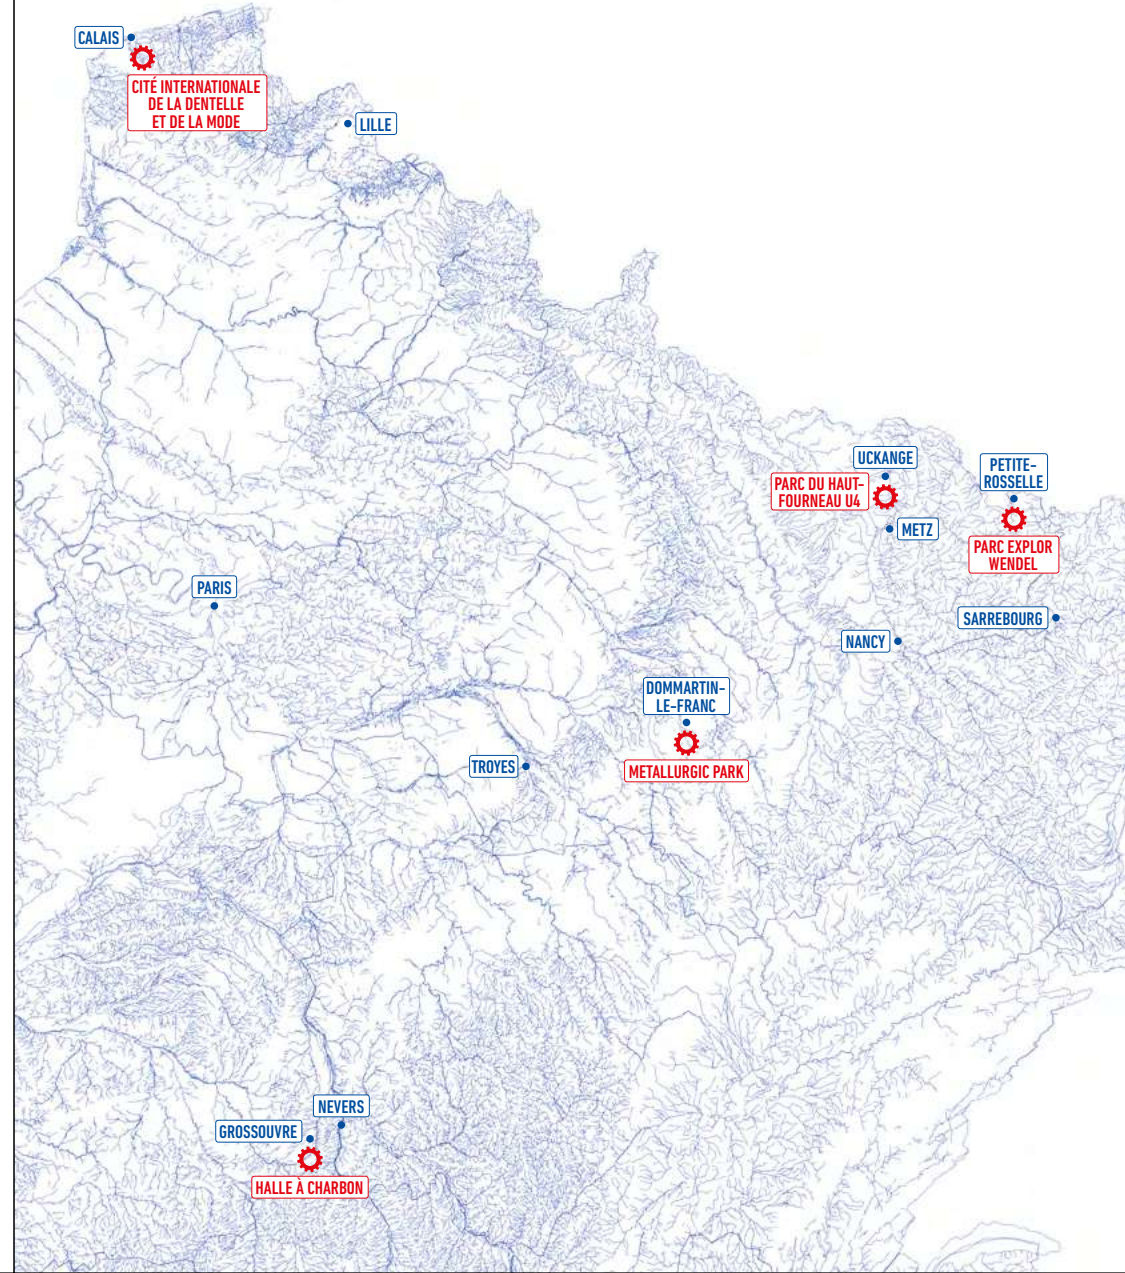 CALAIS
CITÉ INTERNATIONALE
DE LA DENTELLE
ET DE LA MODE
LILLE
UCKANGE
PARC DU HAUT-
FOURNEAU U4
PETITE-
ROSSELLE
METZ
PARC EXPLOR
WENDEL
PARIS
SARREBOURG
NANCY
DOMMARTIN-
LE-FRANC
TROYES
METALLURGIC PARK
NEVERS
GROSSOUVRE
HALLE À CHARBON